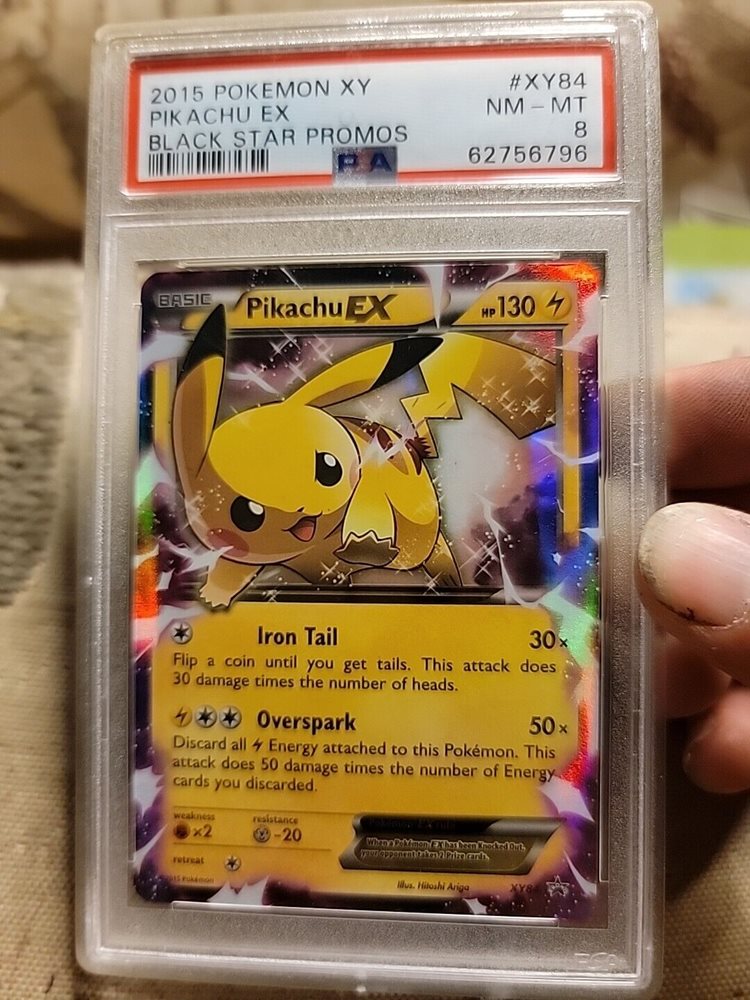 2015 POKEMON XY #XY84
PIKACHU EX NM - MT
BLACK STAR PROMOS 8
PSA 62756796
BASIC Pikachu EX HP130
Iron Tail 30×
Flip a coin until you get tails. This attack does
30 damage times the number of heads.
Overspark 50×
Discard all Energy attached to this Pokémon. This
attack does 50 damage times the number of Energy
cards you discarded.
weakness resistance
×2 -20
When a Pokémon-EX has been Knocked Out,
your opponent takes 2 Prize cards.
retreat
2015 Pokémon Illus. Hitoshi Ariga XY84